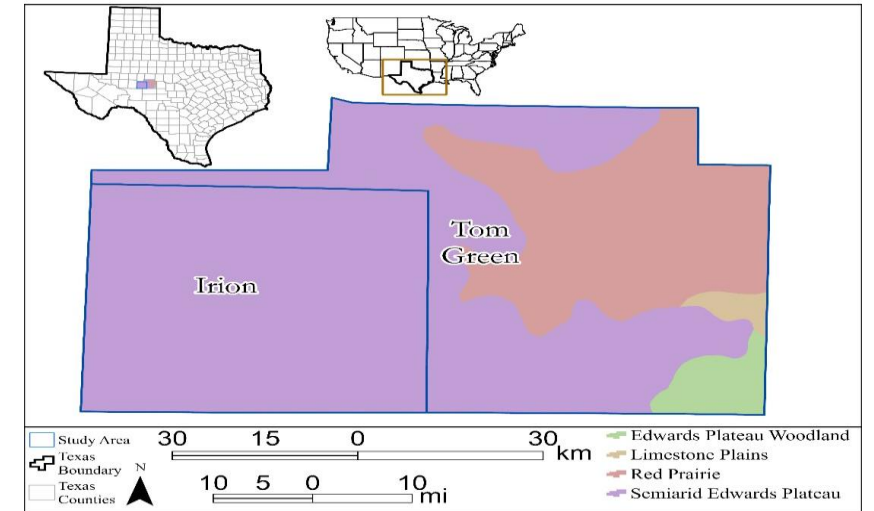 Tom
Green
Irion
Study Area
Texas
Boundary
Texas
Counties
N
30 15 0 30 km
10 5 0 10 mi
Edwards Plateau Woodland
Limestone Plains
Red Prairie
Semiarid Edwards Plateau